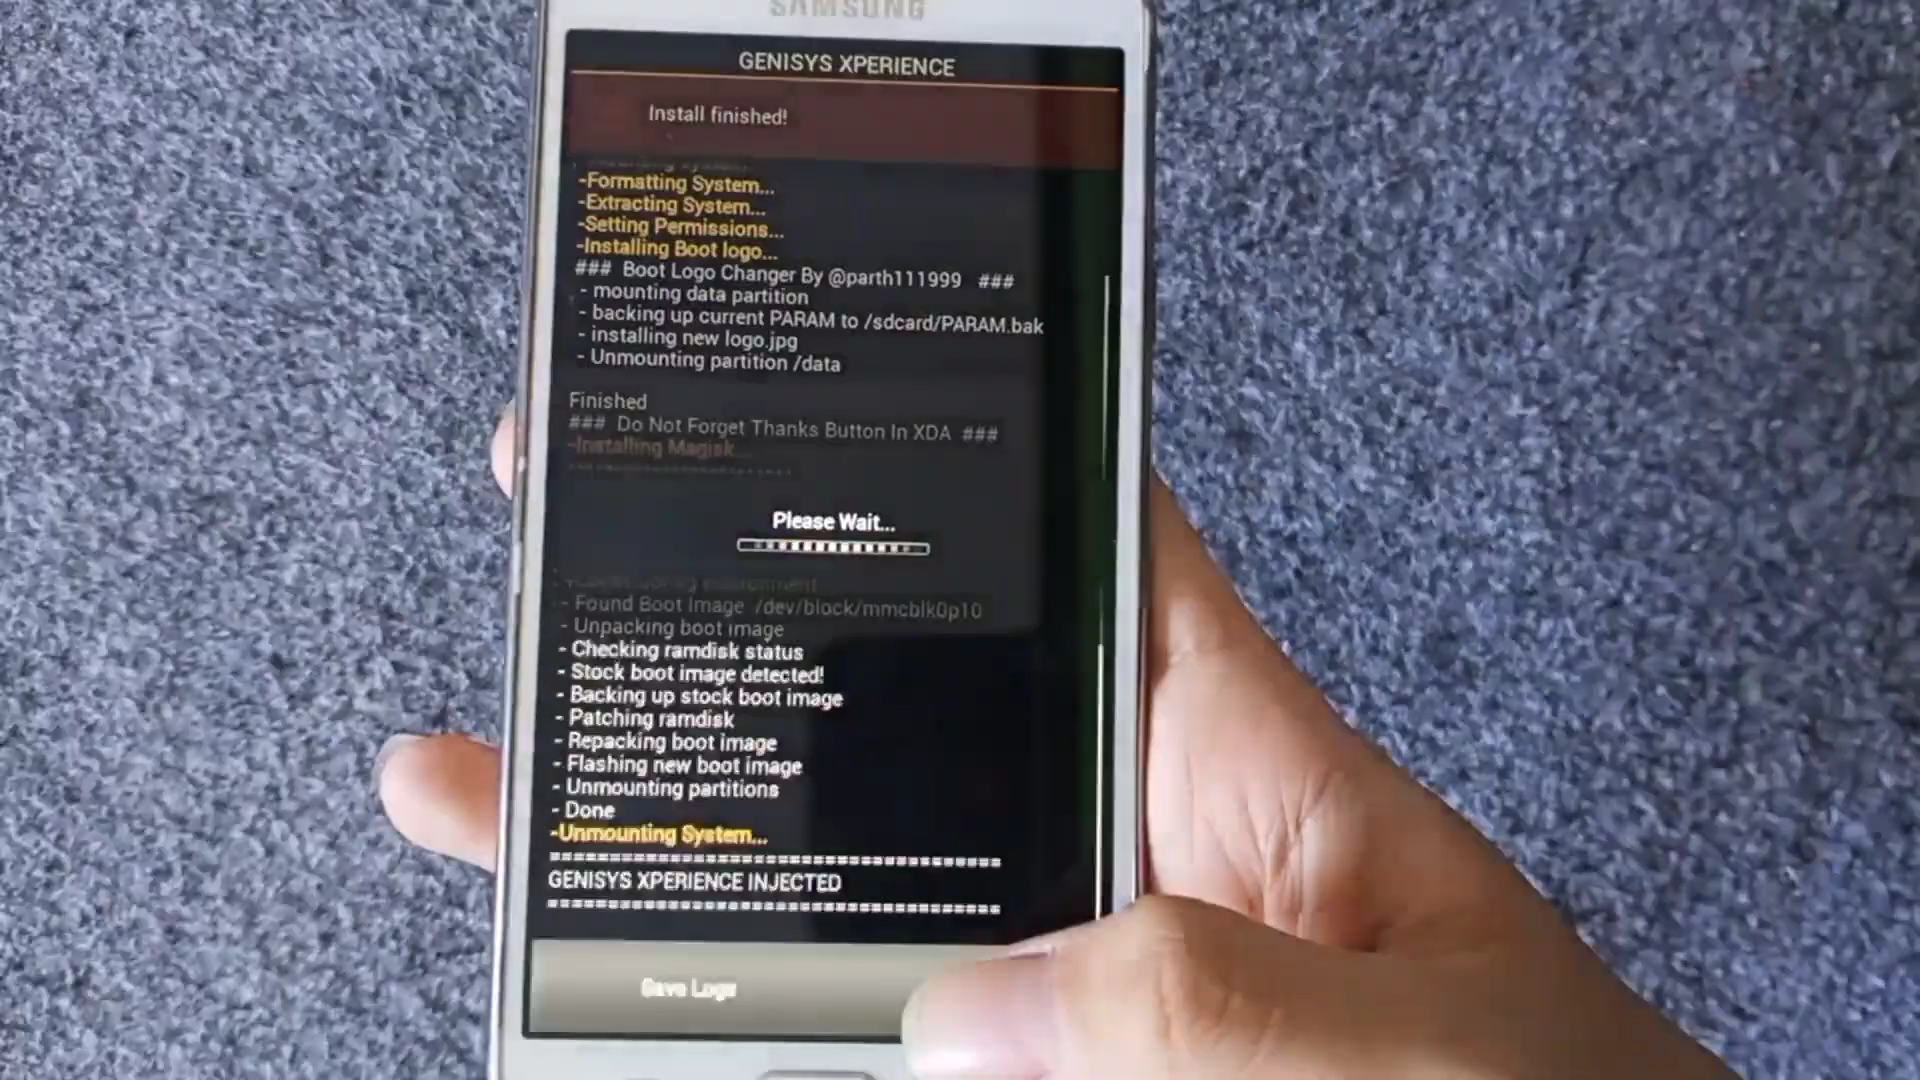 SAMSUNG
GENISYS XPERIENCE
Install finished!
-Formatting System...
-Extracting System...
-Setting Permissions...
-Installing Boot logo...
### Boot Logo Changer By @parth111999 ###
- mounting data partition
- backing up current PARAM to /sdcard/PARAM.bak
- installing new logo.jpg
- Unmounting partition /data
Finished
### Do Not Forget Thanks Button In XDA ###
-Installing Magisk...
Please Wait...
- Found Boot Image /dev/block/mmcblk0p10
- Unpacking boot image
- Checking ramdisk status
- Stock boot image detected!
- Backing up stock boot image
- Patching ramdisk
- Repacking boot image
- Flashing new boot image
- Unmounting partitions
- Done
-Unmounting System...
======================================
GENISYS XPERIENCE INJECTED
======================================
Save Logs